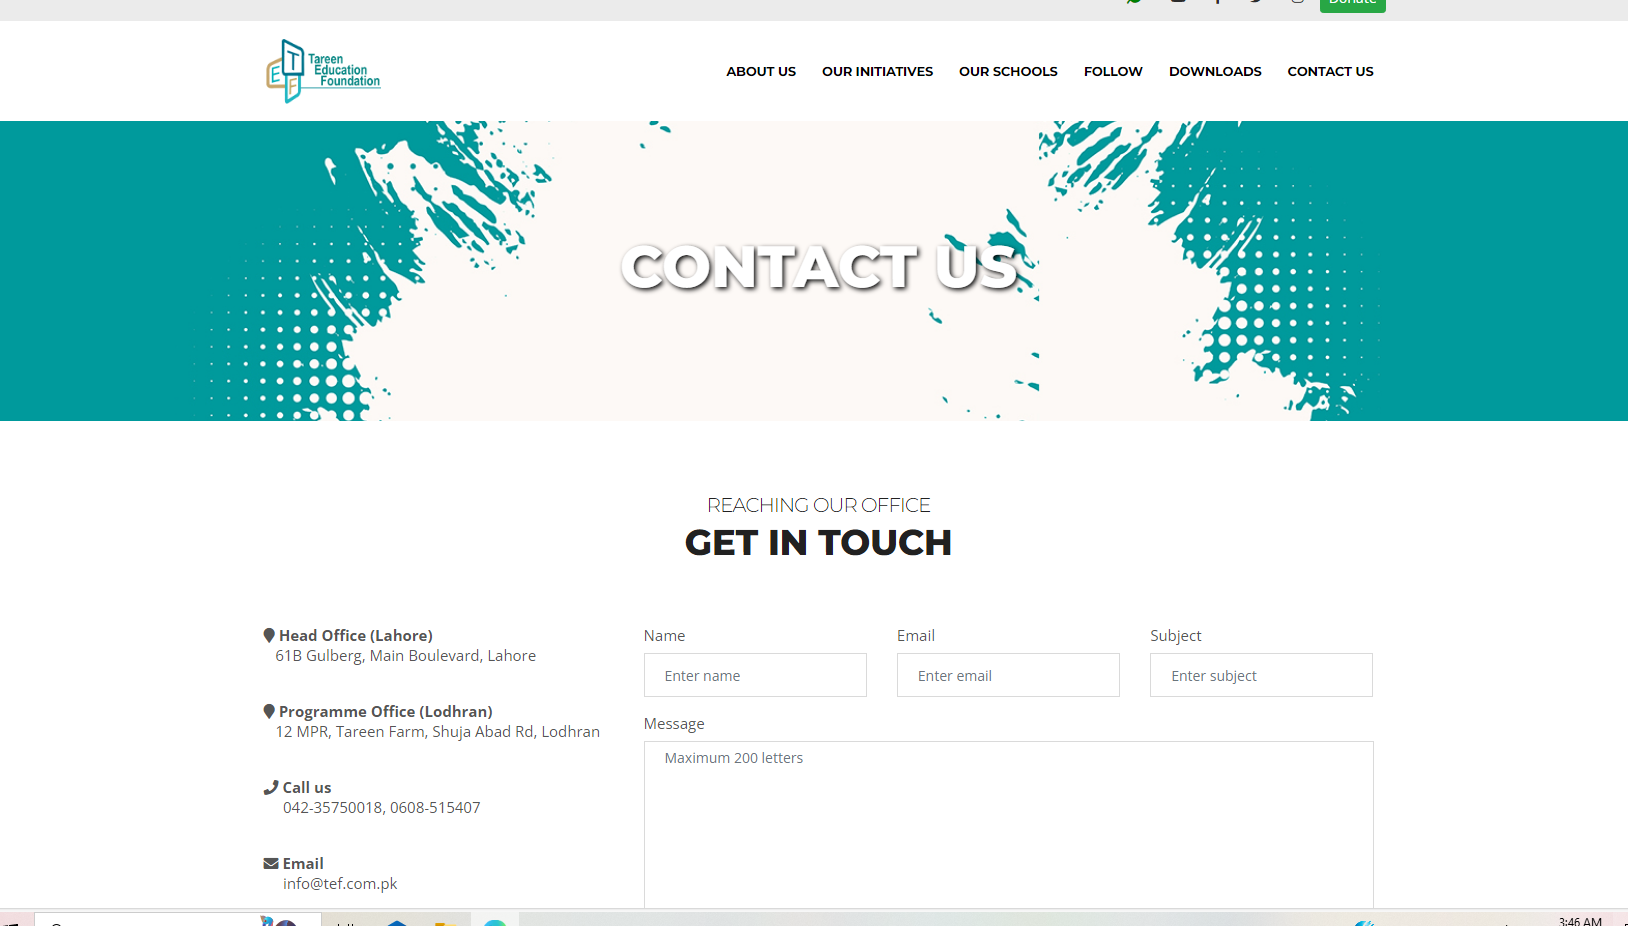 Donate
Tareen
Education
Foundation
E
T
F
ABOUT US OUR INITIATIVES OUR SCHOOLS FOLLOW DOWNLOADS CONTACT US
CONTACT US
REACHING OUR OFFICE
GET IN TOUCH
Head Office (Lahore)
61B Gulberg, Main Boulevard, Lahore
Programme Office (Lodhran)
12 MPR, Tareen Farm, Shuja Abad Rd, Lodhran
Call us
042-35750018, 0608-515407
Email
info@tef.com.pk
Name Email Subject
Enter name Enter email Enter subject
Message
Maximum 200 letters
3:46 AM